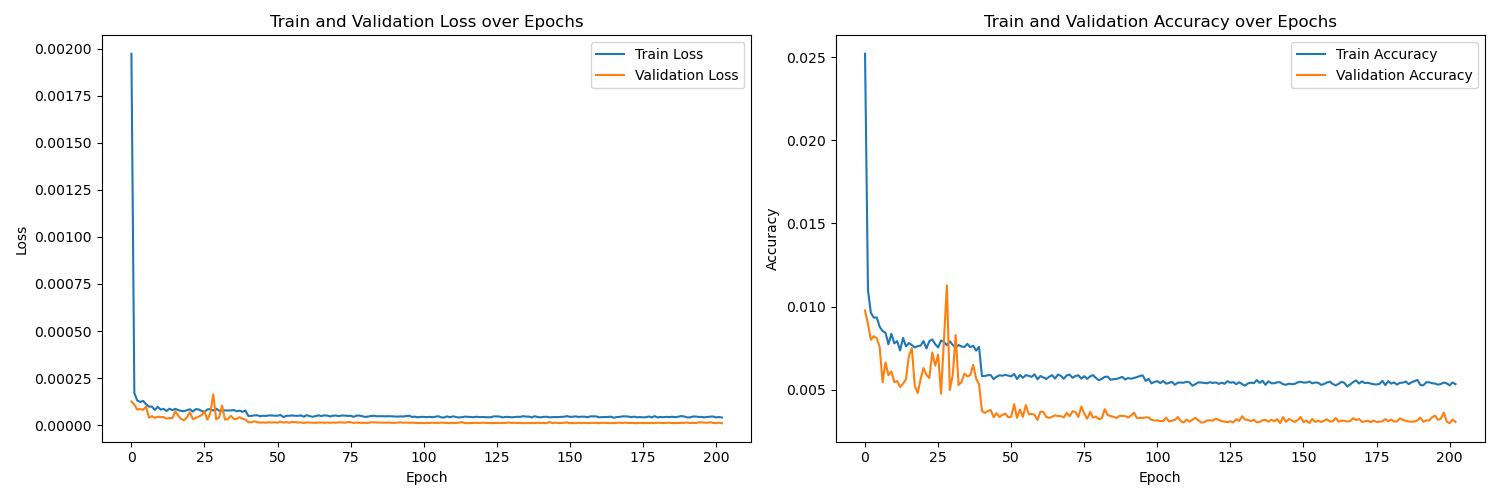 Train and Validation Loss over Epochs
0.00200
0.00175
0.00150
0.00125
0.00100
0.00075
0.00050
0.00025
0.00000
Loss
Train Loss
Validation Loss
0 25 50 75 100 125 150 175 200
Epoch
Train and Validation Accuracy over Epochs
0.025
0.020
0.015
0.010
0.005
Accuracy
Train Accuracy
Validation Accuracy
0 25 50 75 100 125 150 175 200
Epoch